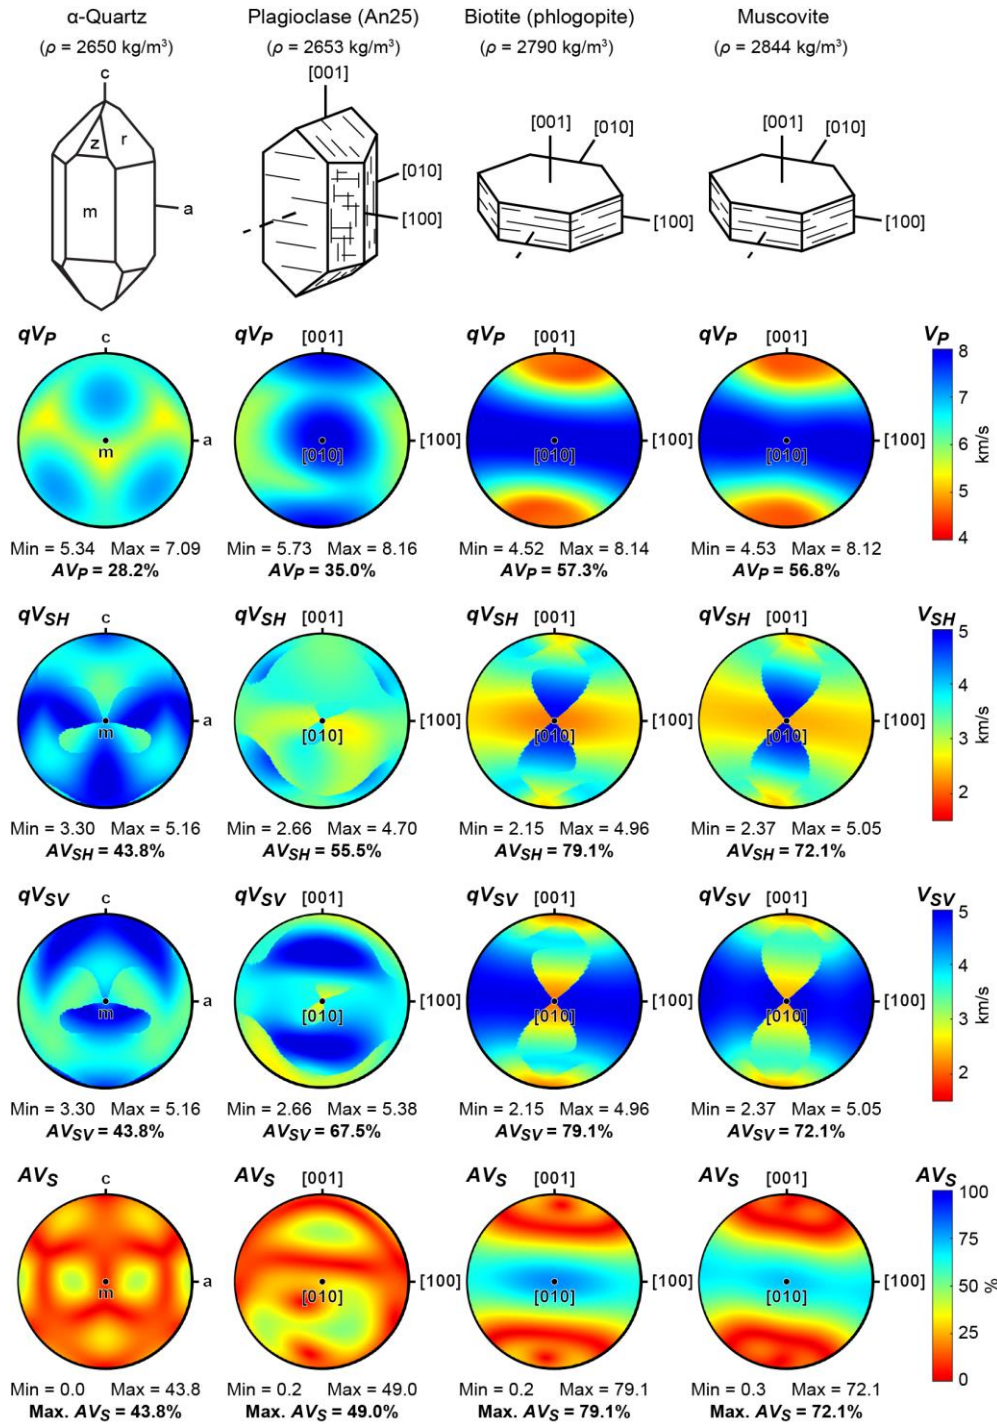 α-Quartz Plagioclase (An25) Biotite (phlogopite) Muscovite
(ρ = 2650 kg/m³) (ρ = 2653 kg/m³) (ρ = 2790 kg/m³) (ρ = 2844 kg/m³)
c [001]
[001] [010] [001] [010]
z r
[010]
m a [100] [100] [100]
qVP c qVP [001] qVP [001] qVP [001] VP
8
7
m a [010] [100] [010] [100] [010] [100] 6 km/s
5
4
Min = 5.34 Max = 7.09 Min = 5.73 Max = 8.16 Min = 4.52 Max = 8.14 Min = 4.53 Max = 8.12
AVP = 28.2% AVP = 35.0% AVP = 57.3% AVP = 56.8%
qVSH c qVSH [001] qVSH [001] qVSH [001] VSH
5
4
m a [010] [100] [010] [100] [010] [100] km/s
3
2
Min = 3.30 Max = 5.16 Min = 2.66 Max = 4.70 Min = 2.15 Max = 4.96 Min = 2.37 Max = 5.05
AVSH = 43.8% AVSH = 55.5% AVSH = 79.1% AVSH = 72.1%
qVSV c qVSV [001] qVSV [001] qVSV [001] VSV
5
4
m a [010] [100] [010] [100] [010] [100] km/s
3
2
Min = 3.30 Max = 5.16 Min = 2.66 Max = 5.38 Min = 2.15 Max = 4.96 Min = 2.37 Max = 5.05
AVSV = 43.8% AVSV = 67.5% AVSV = 79.1% AVSV = 72.1%
AVS c AVS [001] AVS [001] AVS [001] AVS
100
75
m a [010] [100] [010] [100] [010] [100] 50 %
25
0
Min = 0.0 Max = 43.8 Min = 0.2 Max = 49.0 Min = 0.2 Max = 79.1 Min = 0.3 Max = 72.1
Max. AVS = 43.8% Max. AVS = 49.0% Max. AVS = 79.1% Max. AVS = 72.1%